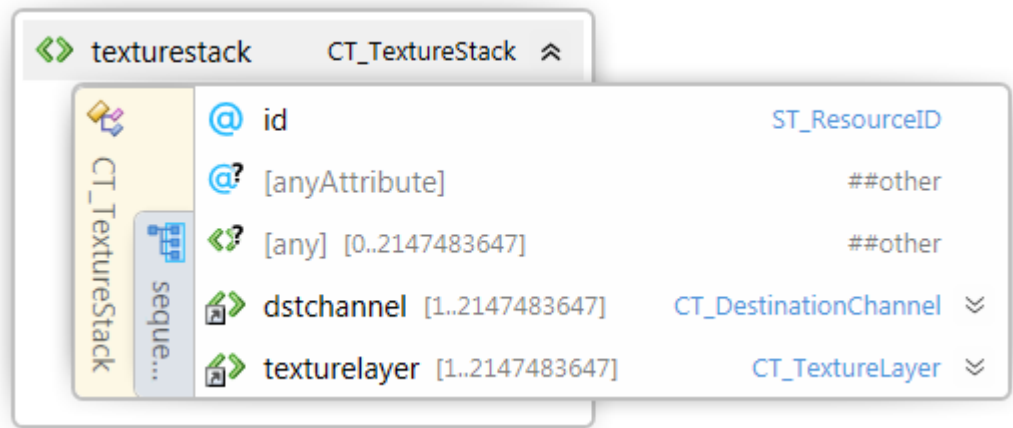 texturestack CT_TextureStack
CT_TextureStack
seque...
id ST_ResourceID
[anyAttribute] ##other
[any] [0..2147483647] ##other
dstchannel [1..2147483647] CT_DestinationChannel
texturelayer [1..2147483647] CT_TextureLayer